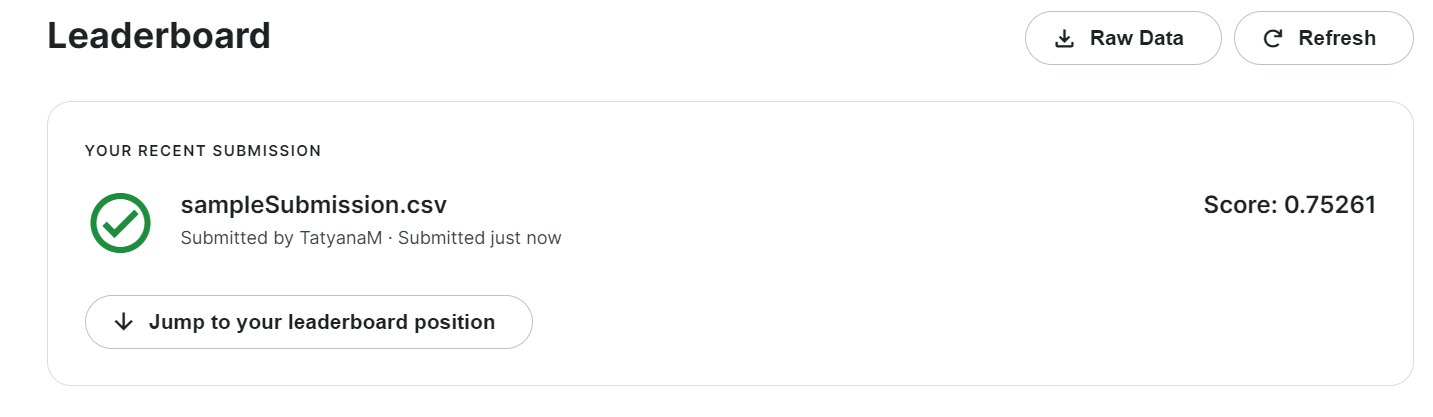 Leaderboard
Raw Data
Refresh
YOUR RECENT SUBMISSION
sampleSubmission.csv
Score: 0.75261
Submitted by TatyanaM · Submitted just now
Jump to your leaderboard position